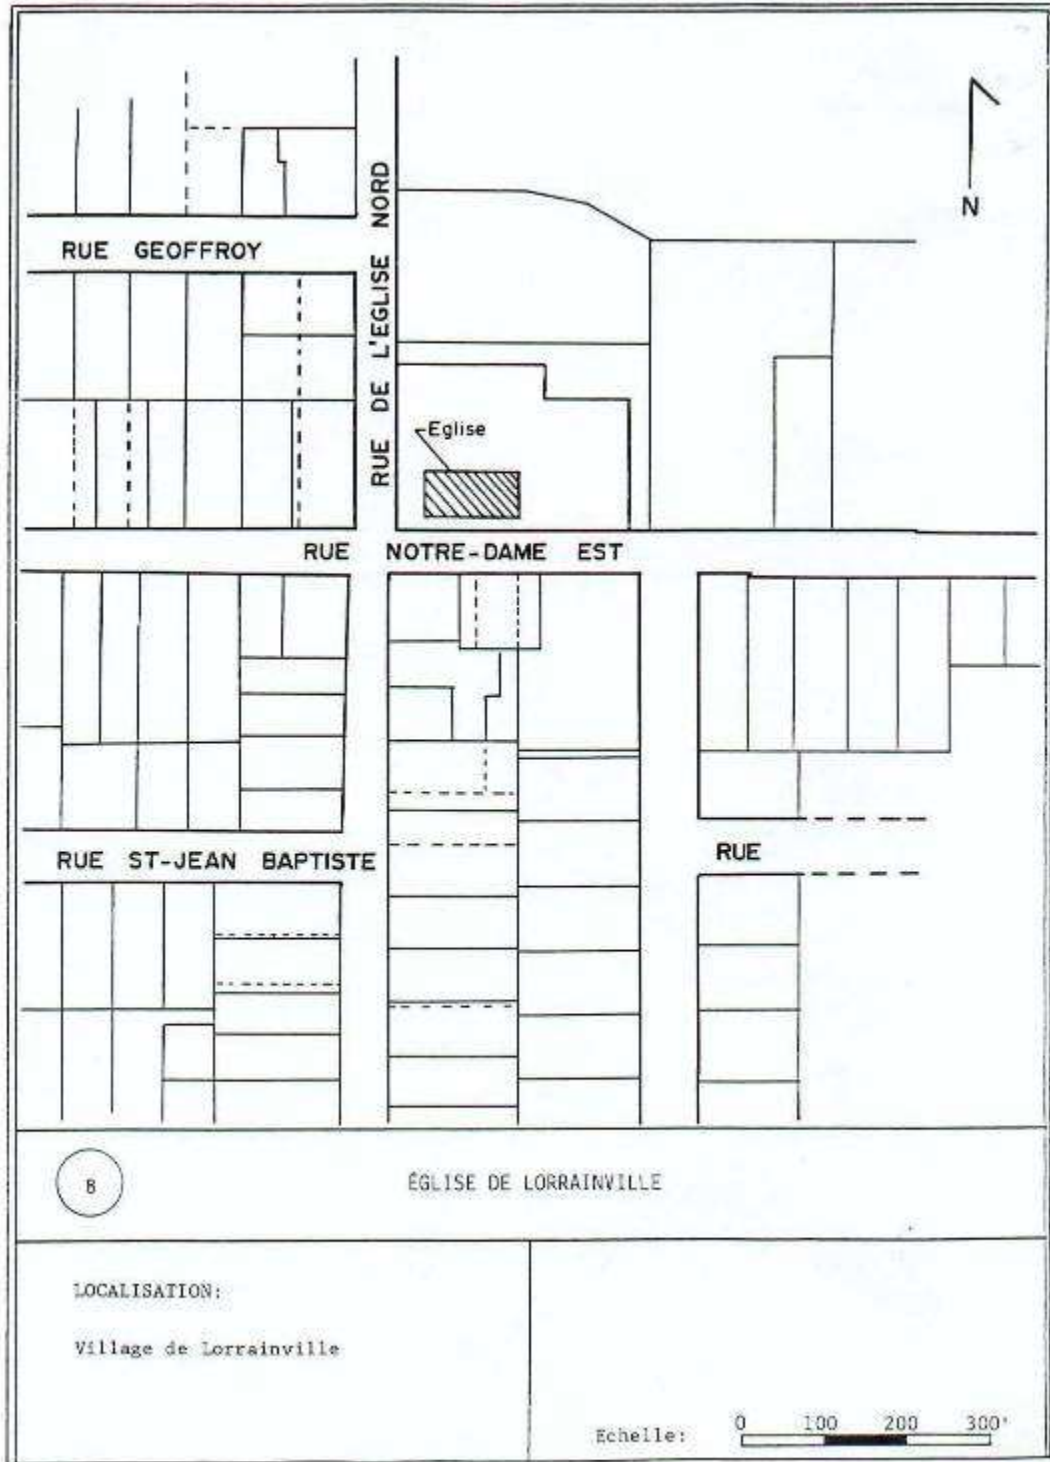 N
RUE GEOFFROY
RUE DE L'EGLISE NORD
Eglise
RUE NOTRE-DAME EST
RUE ST-JEAN BAPTISTE
RUE
8
ÉGLISE DE LORRAINVILLE
LOCALISATION:
Village de Lorrainville
Echelle:
0 100 200 300'